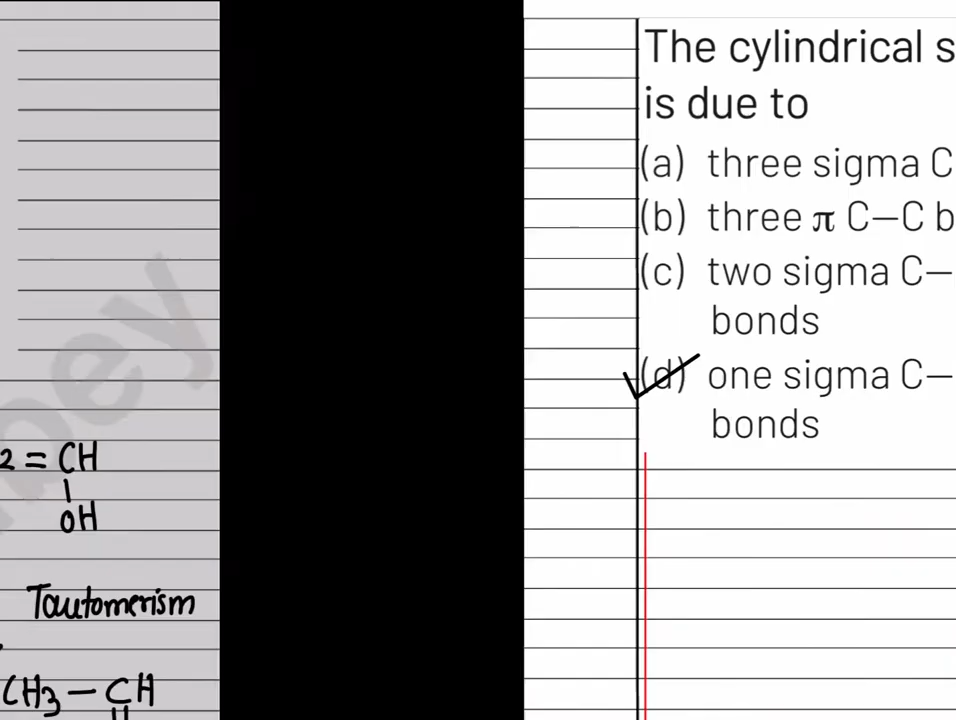 2 = CH
OH
Tautomerism
CH3 — CH
The cylindrical s
is due to
(a) three sigma C
(b) three π C—C b
(c) two sigma C—
bonds
(d) one sigma C—
bonds